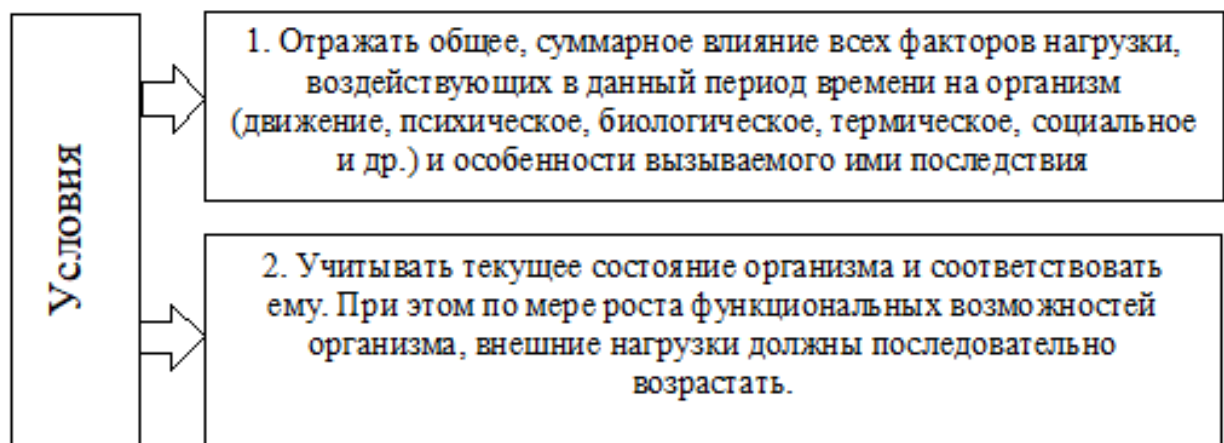 Условия
1. Отражать общее, суммарное влияние всех факторов нагрузки,
воздействующих в данный период времени на организм
(движение, психическое, биологическое, термическое, социальное
и др.) и особенности вызываемого ими последствия
2. Учитывать текущее состояние организма и соответствовать
ему. При этом по мере роста функциональных возможностей
организма, внешние нагрузки должны последовательно
возрастать.